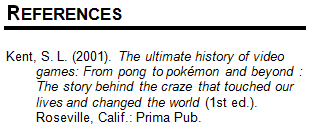 REFERENCES
Kent, S. L. (2001). The ultimate history of video
games: From pong to pokémon and beyond :
The story behind the craze that touched our
lives and changed the world (1st ed.).
Roseville, Calif.: Prima Pub.